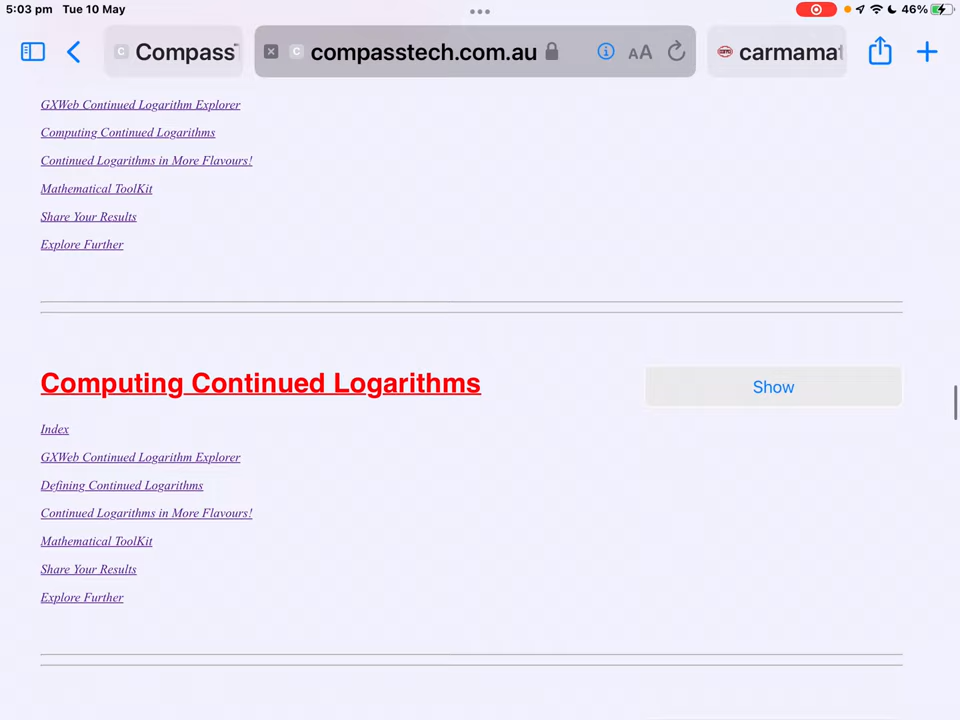 5:03 pm Tue 10 May
46%
Compass
compasstech.com.au
AA
carmama
GXWeb Continued Logarithm Explorer
Computing Continued Logarithms
Continued Logarithms in More Flavours!
Mathematical ToolKit
Share Your Results
Explore Further
Computing Continued Logarithms
Show
Index
GXWeb Continued Logarithm Explorer
Defining Continued Logarithms
Continued Logarithms in More Flavours!
Mathematical ToolKit
Share Your Results
Explore Further